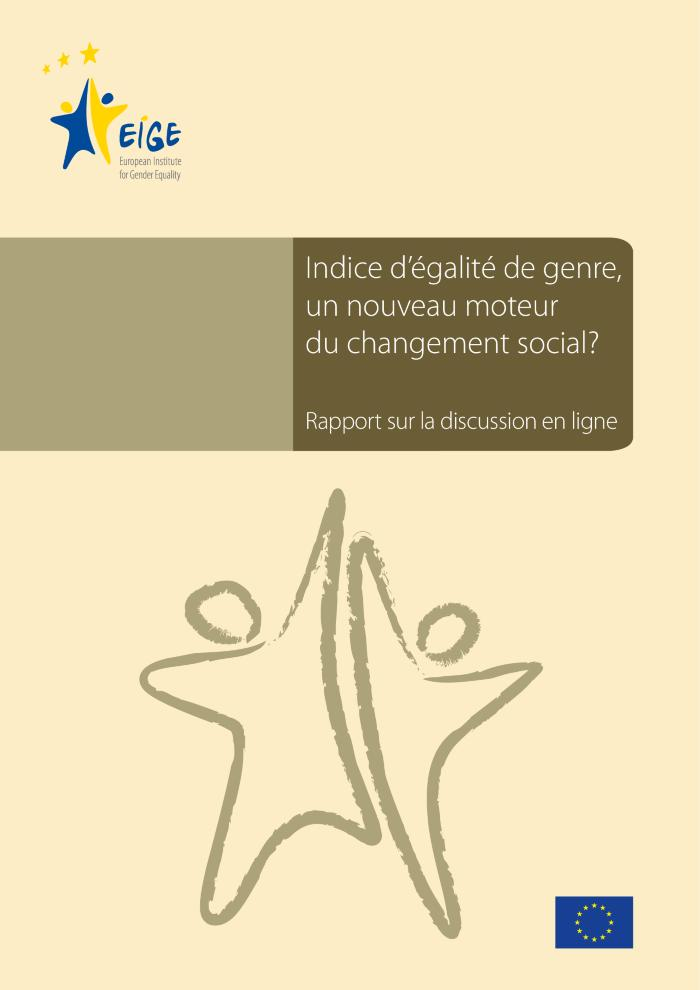 EIGE
European Institute
for Gender Equality
Indice d’égalité de genre,
un nouveau moteur
du changement social?
Rapport sur la discussion en ligne